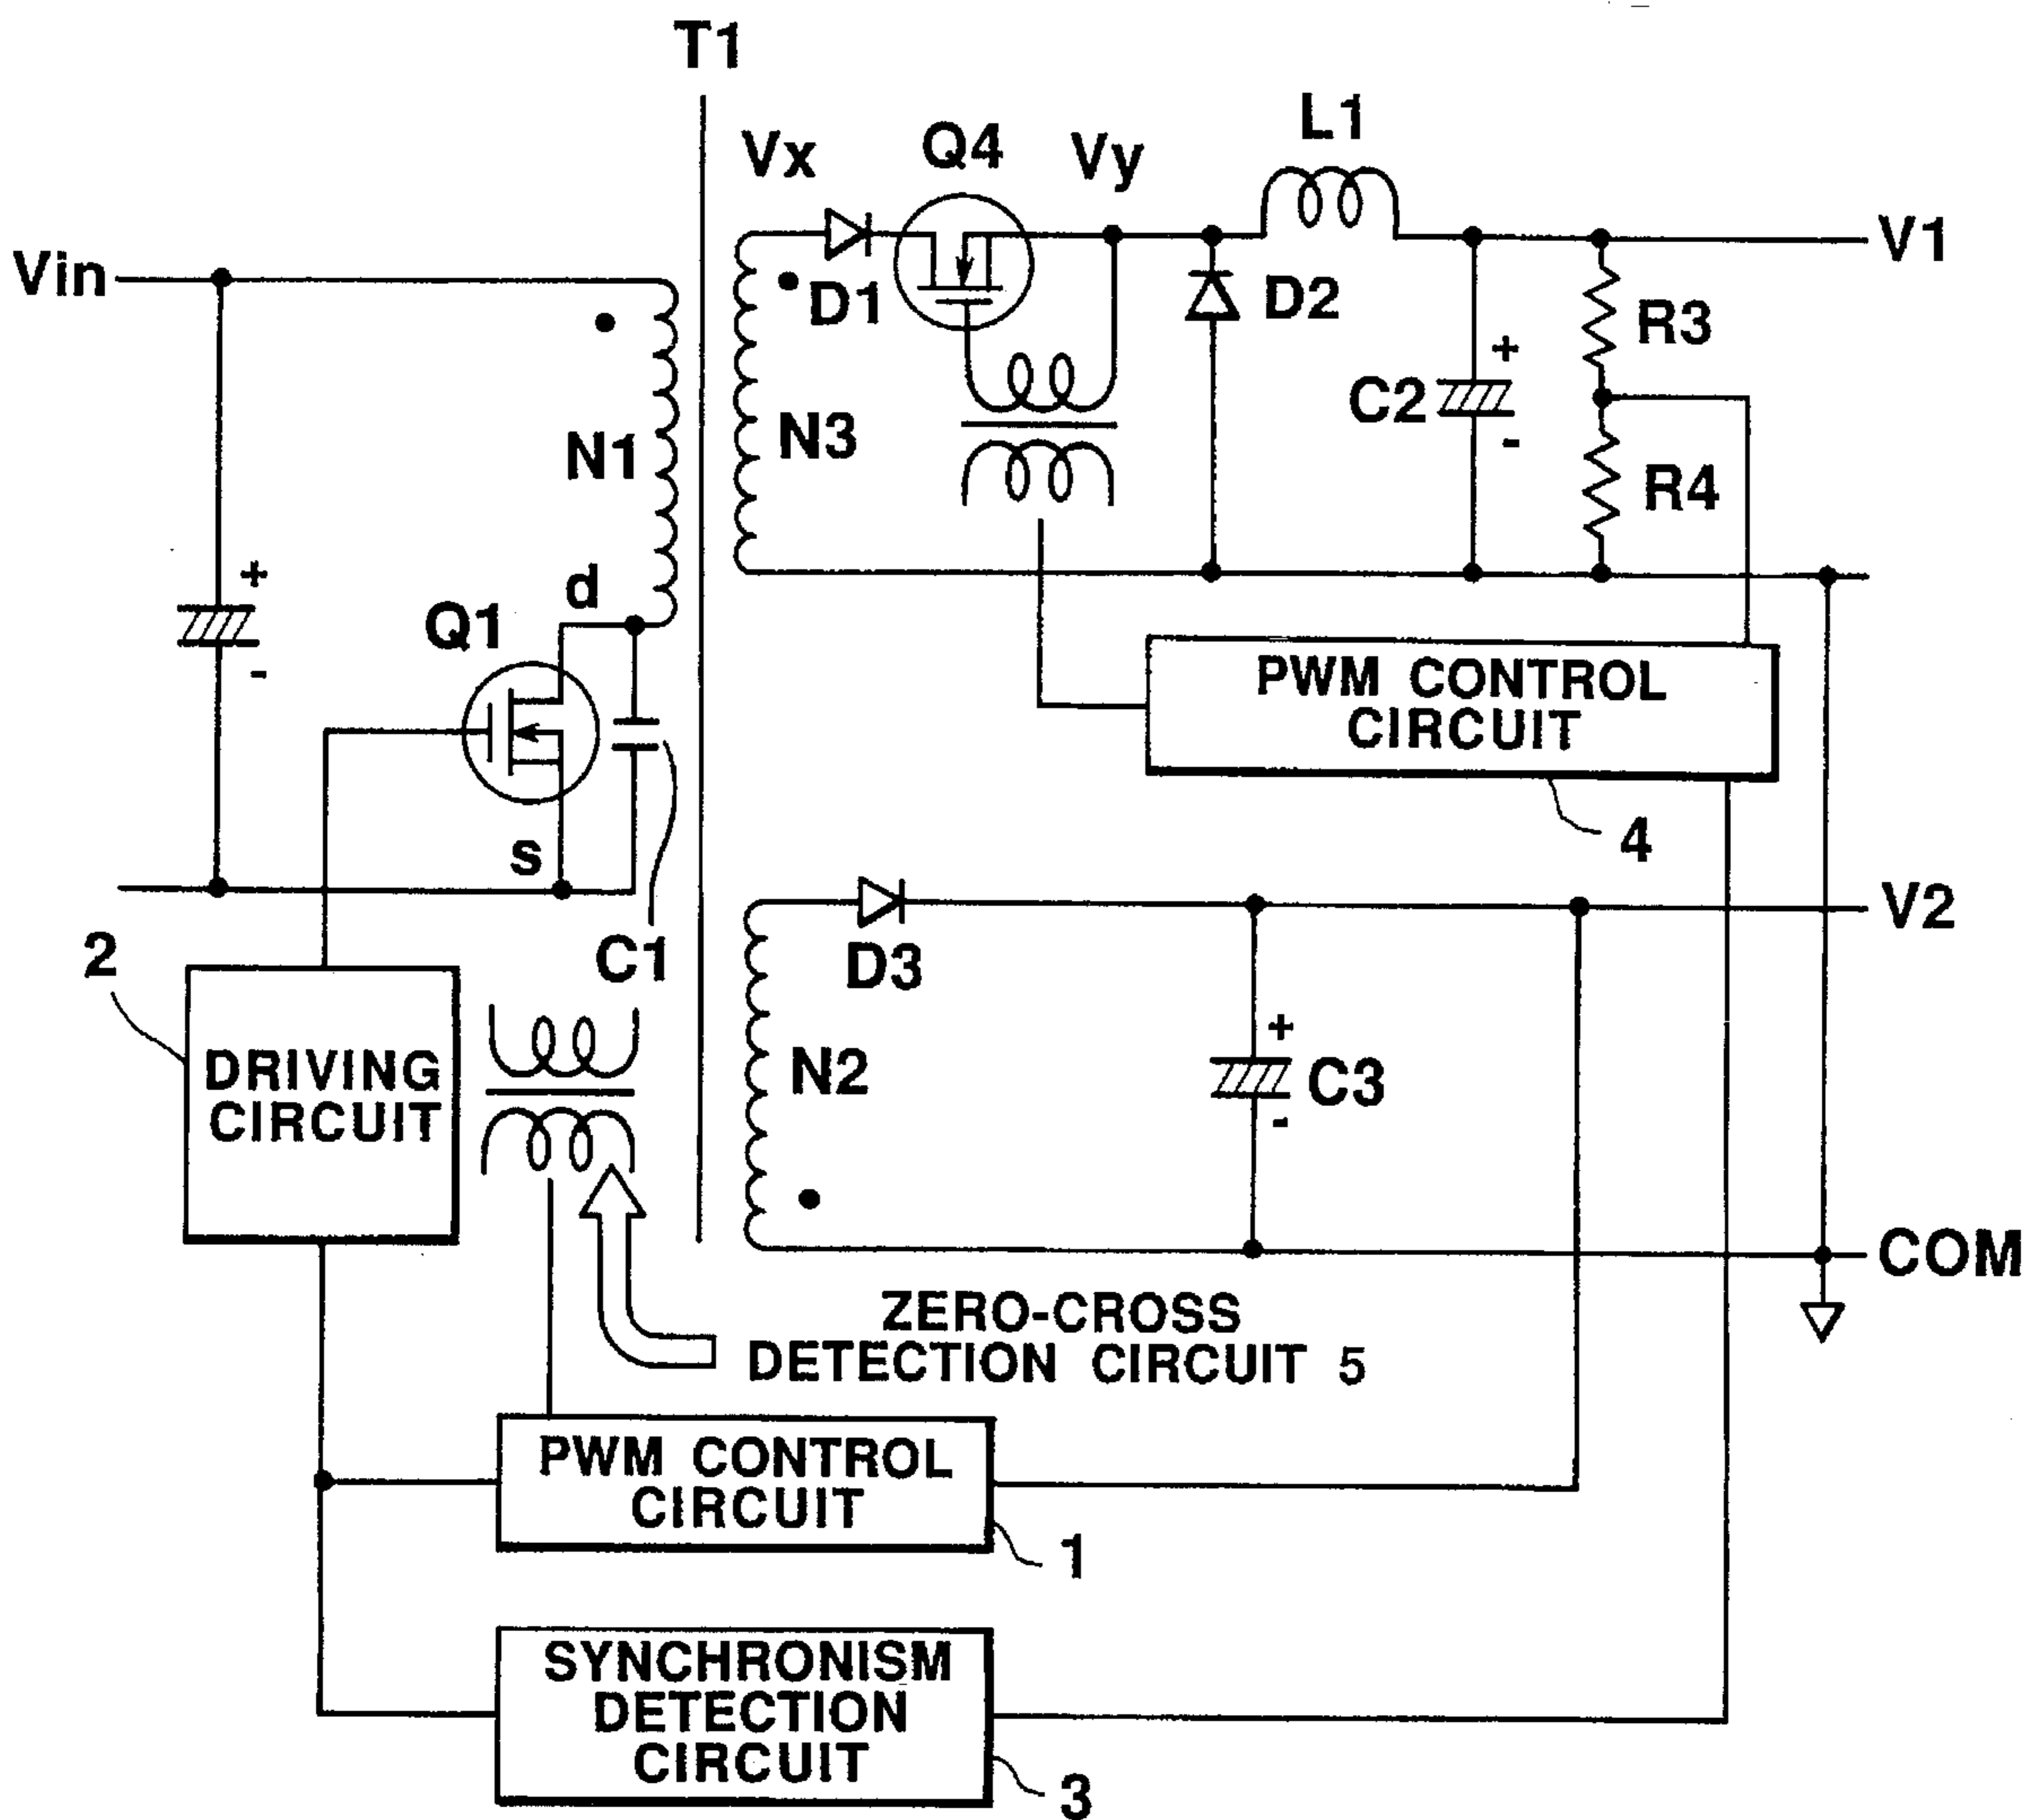 T1
Vx
Q4
Vy
L1
V1
Vin
D1
D2
R3
+
C2
-
N1
N3
R4
d
Q1
+
-
PWM CONTROL
CIRCUIT
4
s
C1
V2
D3
2
DRIVING
CIRCUIT
N2
+
C3
-
COM
ZERO-CROSS
DETECTION CIRCUIT 5
PWM CONTROL
CIRCUIT
1
SYNCHRONISM
DETECTION
CIRCUIT
3